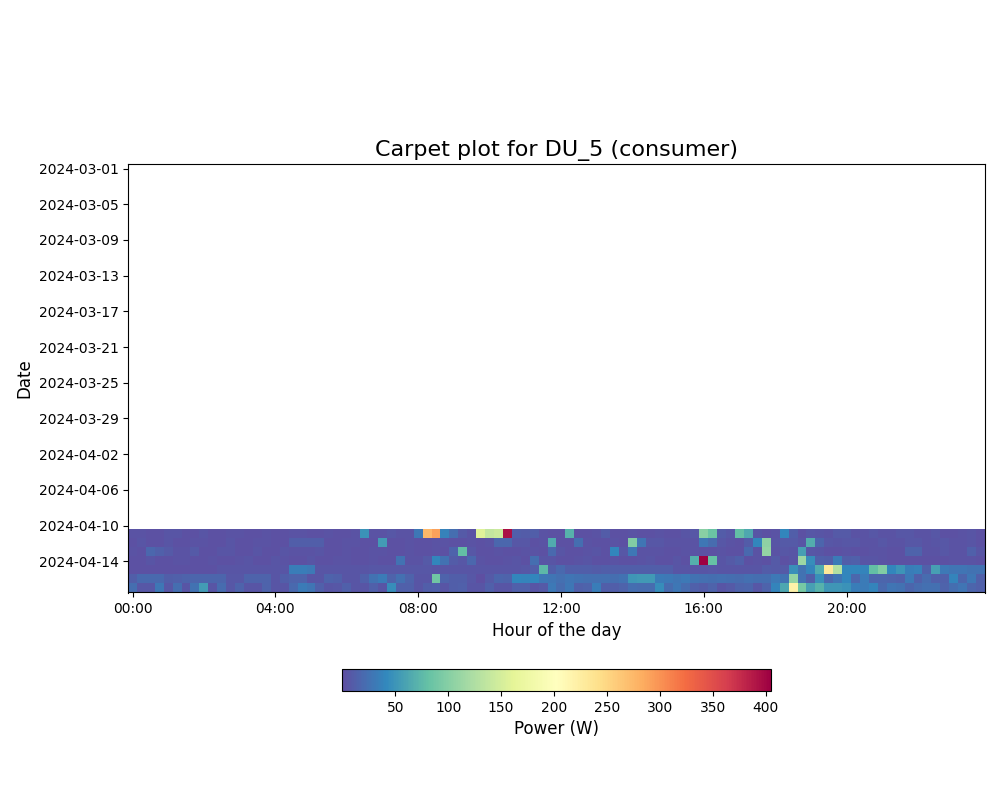 Carpet plot for DU_5 (consumer)
2024-03-01
2024-03-05
2024-03-09
2024-03-13
2024-03-17
2024-03-21
2024-03-25
2024-03-29
2024-04-02
2024-04-06
2024-04-10
2024-04-14
Date
00:00 04:00 08:00 12:00 16:00 20:00
Hour of the day
50 100 150 200 250 300 350 400
Power (W)